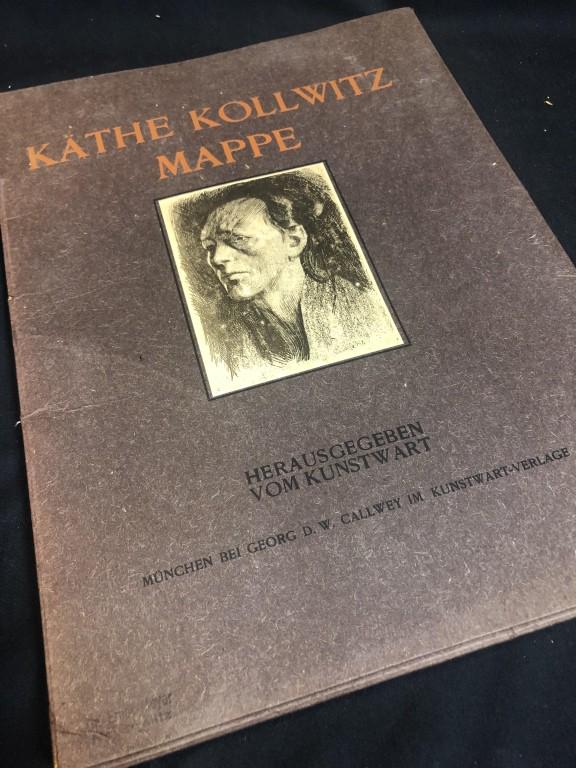 KÄTHE KOLLWITZ
MAPPE
HERAUSGEGEBEN
VOM KUNSTWART
MÜNCHEN BEI GEORG D. W. CALLWEY IM KUNSTWART-VERLAGE